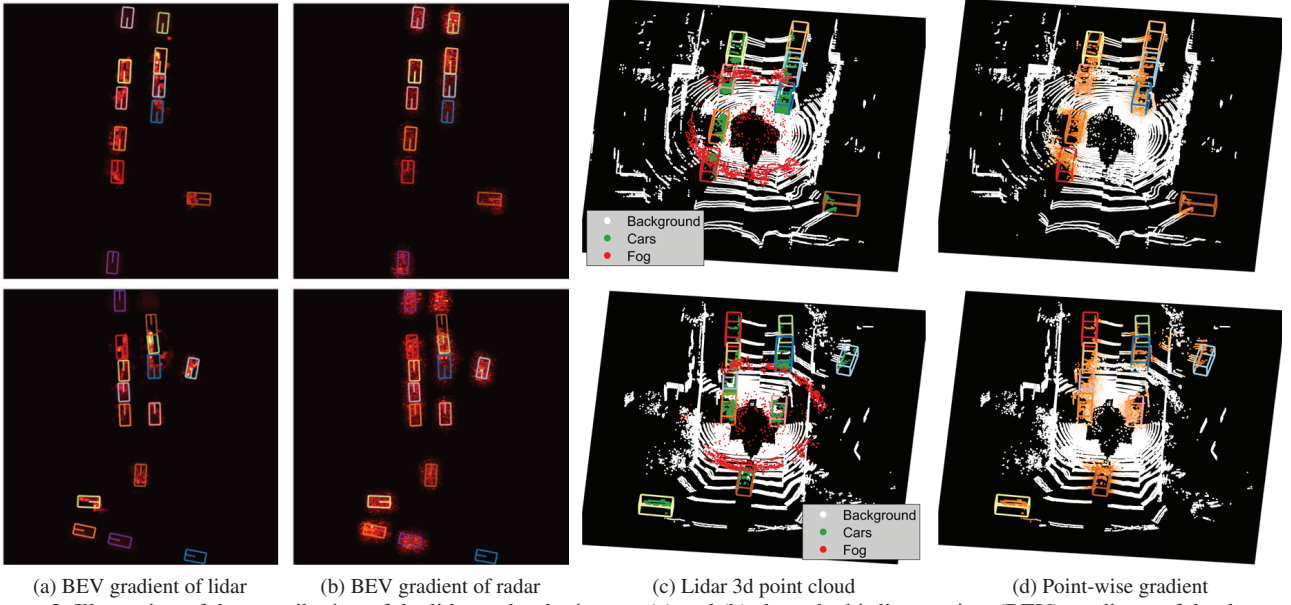 Background
Cars
Fog
Background
Cars
Fog
(a) BEV gradient of lidar
(b) BEV gradient of radar
(c) Lidar 3d point cloud
(d) Point-wise gradient